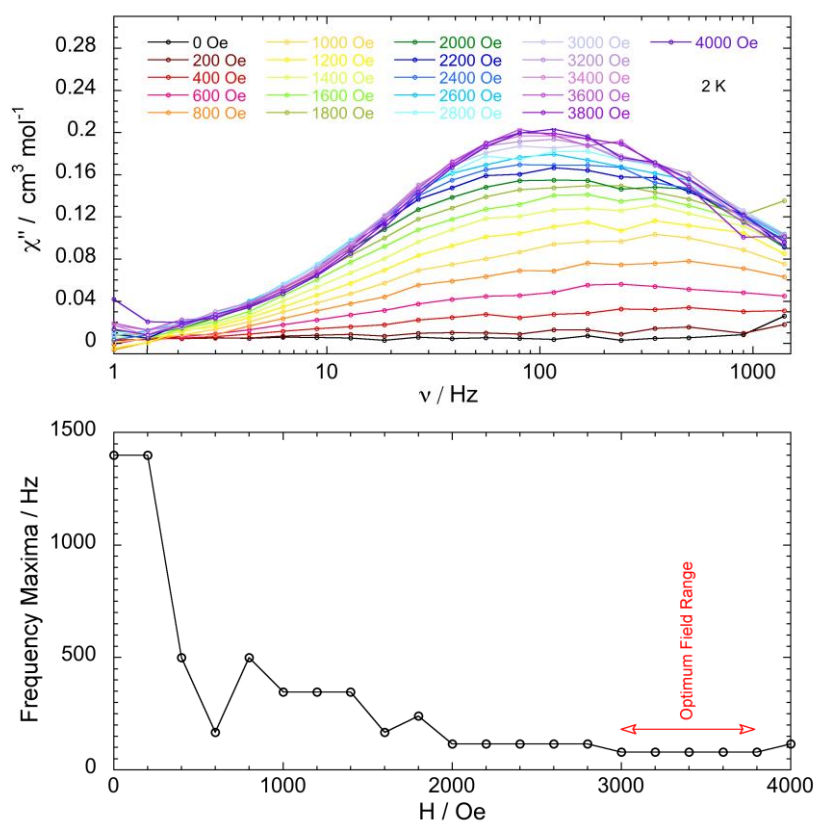 0.28
0.24
0.2
0.16
0.12
0.08
0.04
0
χ'' / cm³ mol⁻¹
0 Oe 1000 Oe 2000 Oe 3000 Oe 4000 Oe
200 Oe 1200 Oe 2200 Oe 3200 Oe
400 Oe 1400 Oe 2400 Oe 3400 Oe 2 K
600 Oe 1600 Oe 2600 Oe 3600 Oe
800 Oe 1800 Oe 2800 Oe 3800 Oe
1 10 100 1000
ν / Hz
1500
1000
500
0
Frequency Maxima / Hz
Optimum Field Range
0 1000 2000 3000 4000
H / Oe